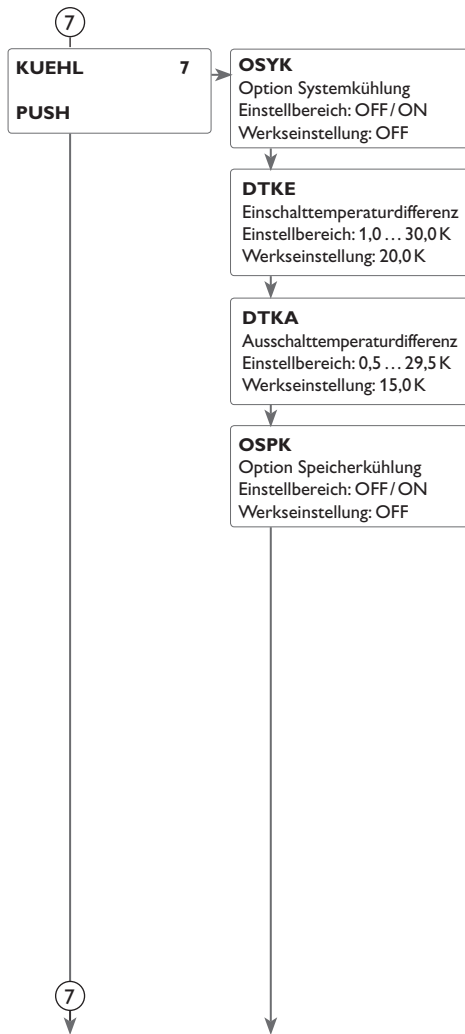 7
KUEHL 7
PUSH
OSYK
Option Systemkühlung
Einstellbereich: OFF/ON
Werkseinstellung: OFF
DTKE
Einschalttemperaturdifferenz
Einstellbereich: 1,0 … 30,0 K
Werkseinstellung: 20,0 K
DTKA
Ausschalttemperaturdifferenz
Einstellbereich: 0,5 … 29,5 K
Werkseinstellung: 15,0 K
OSPK
Option Speicherkühlung
Einstellbereich: OFF/ON
Werkseinstellung: OFF
7